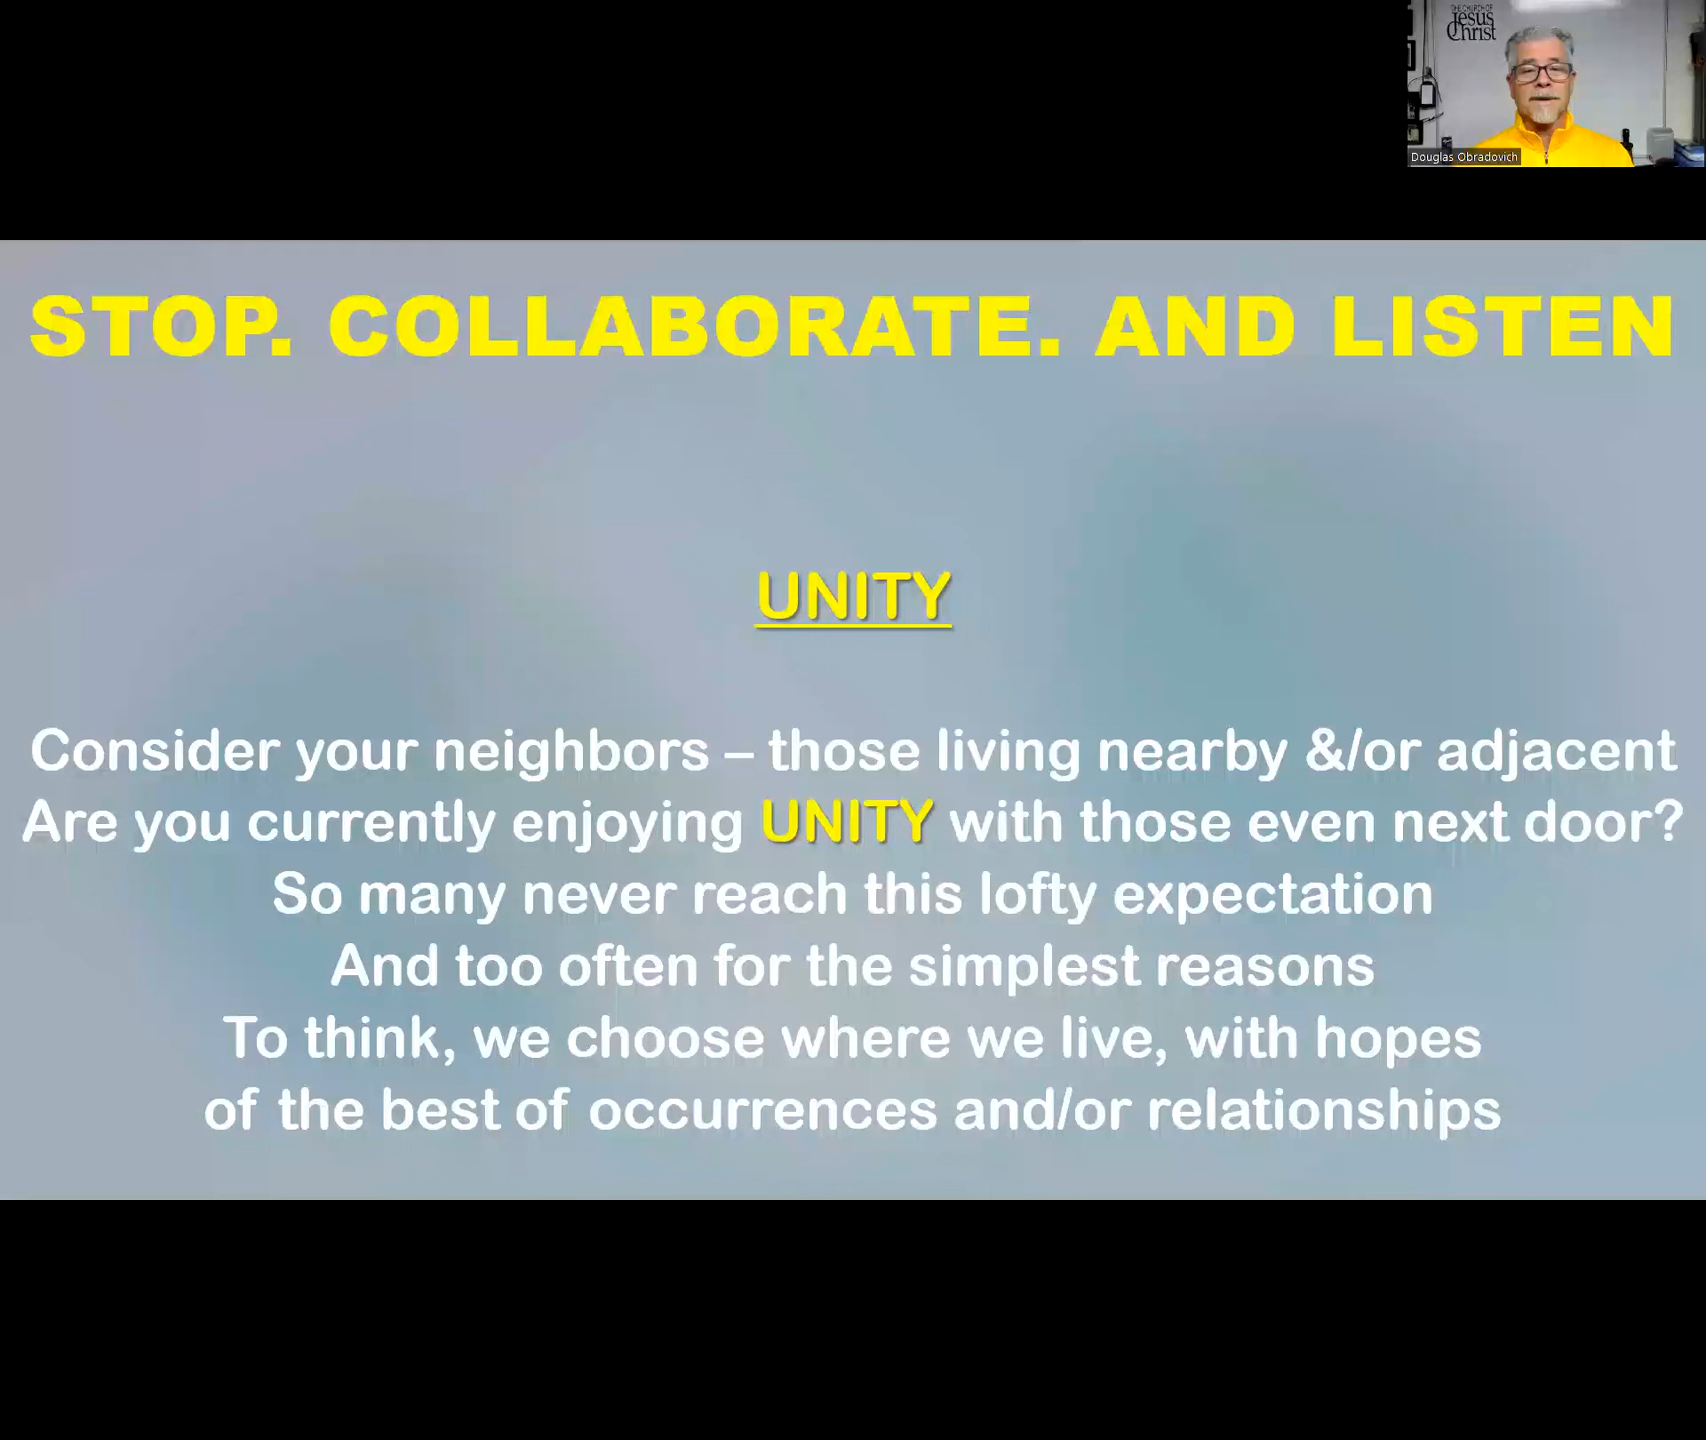 THE CHURCH OF
Jesus
Christ
Douglas Obradovich
STOP. COLLABORATE. AND LISTEN
UNITY
Consider your neighbors – those living nearby &/or adjacent
Are you currently enjoying UNITY with those even next door?
So many never reach this lofty expectation
And too often for the simplest reasons
To think, we choose where we live, with hopes
of the best of occurrences and/or relationships